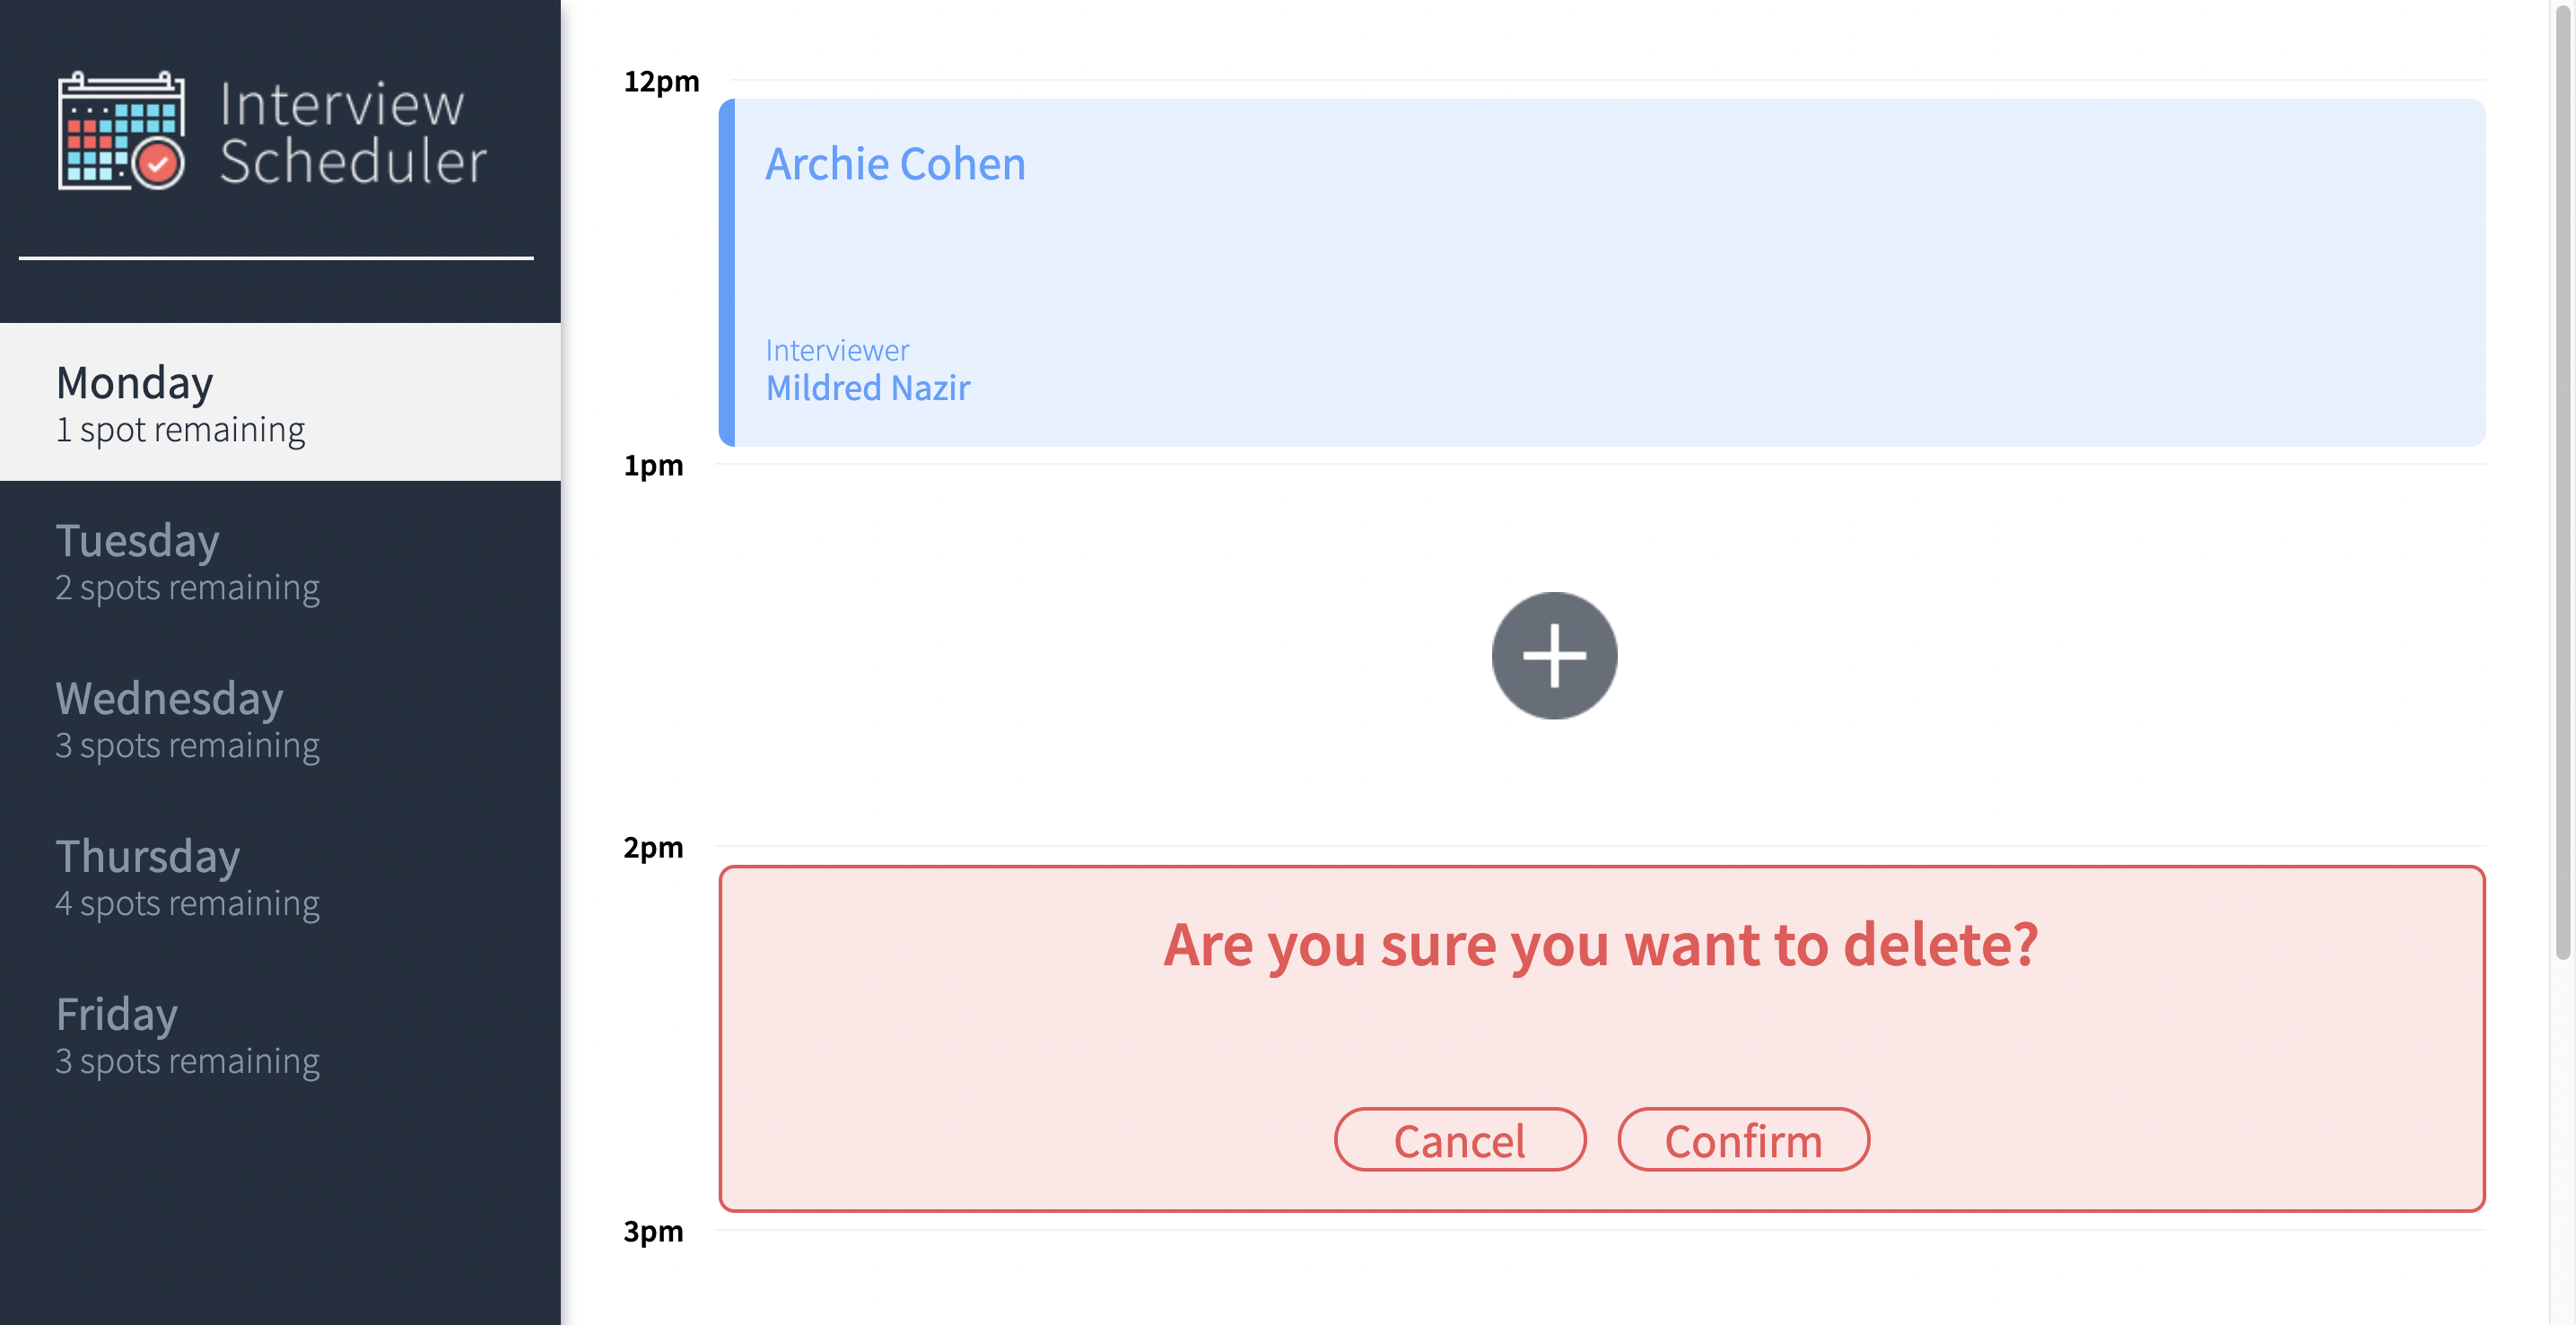 Interview
Scheduler
Monday
1 spot remaining
Tuesday
2 spots remaining
Wednesday
3 spots remaining
Thursday
4 spots remaining
Friday
3 spots remaining
12pm
Archie Cohen
Interviewer
Mildred Nazir
1pm
2pm
Are you sure you want to delete?
Cancel Confirm
3pm